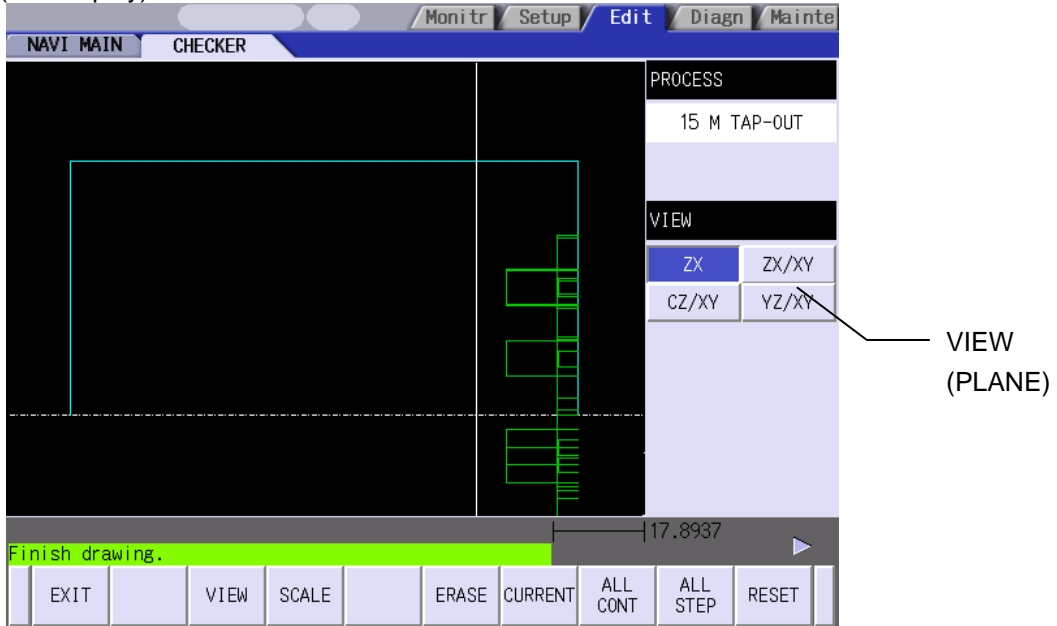 Monitr Setup Edit Diagn Mainte
NAVI MAIN CHECKER
PROCESS
15 M TAP-OUT
VIEW
ZX ZX/XY
CZ/XY YZ/XY
VIEW
(PLANE)
17.8937
Finish drawing.
EXIT VIEW SCALE ERASE CURRENT ALL CONT ALL STEP RESET